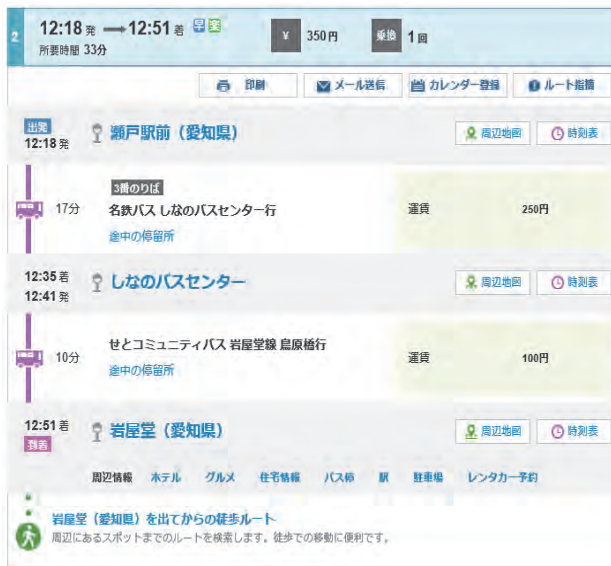 2
12:18 発 → 12:51 着 早 楽
¥ 350円
乗換 1回
所要時間 33分
印刷 メール送信 カレンダー登録 ルート指摘
出発
12:18 発
瀬戸駅前（愛知県）
周辺地図 時刻表
3番のりば
17分 名鉄バス しなのバスセンター行 運賃 250円
途中の停留所
12:35 着
12:41 発
しなのバスセンター
周辺地図 時刻表
せとコミュニティバス 岩屋堂線 鳥原橋行
10分 運賃 100円
途中の停留所
12:51 着
到着
岩屋堂（愛知県）
周辺地図 時刻表
周辺情報 ホテル グルメ 住宅情報 バス停 駅 駐車場 レンタカー予約
岩屋堂（愛知県）を出てからの徒歩ルート
周辺にあるスポットまでのルートを検索します。徒歩での移動に便利です。